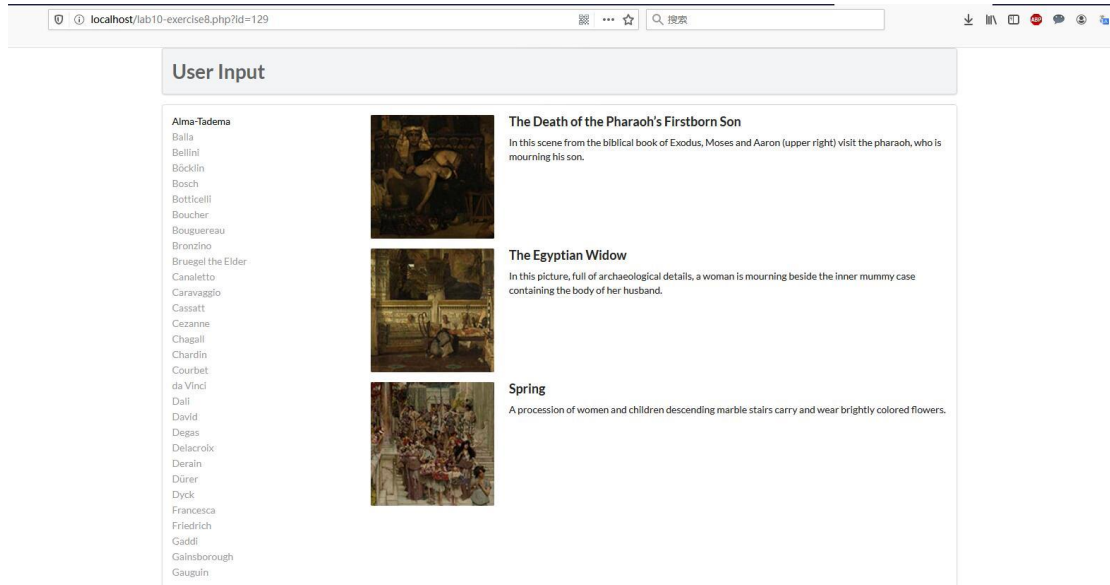 localhost/lab10-exercise8.php?id=129
搜索
ABP
User Input
Alma-Tadema
Balla
Bellini
Böcklin
Bosch
Botticelli
Boucher
Bouguereau
Bronzino
Bruegel the Elder
Canaletto
Caravaggio
Cassatt
Cezanne
Chagall
Chardin
Courbet
da Vinci
Dali
David
Degas
Delacroix
Derain
Dürer
Dyck
Francesca
Friedrich
Gaddi
Gainsborough
Gauguin
The Death of the Pharaoh's Firstborn Son
In this scene from the biblical book of Exodus, Moses and Aaron (upper right) visit the pharaoh, who is
mourning his son.
The Egyptian Widow
In this picture, full of archaeological details, a woman is mourning beside the inner mummy case
containing the body of her husband.
Spring
A procession of women and children descending marble stairs carry and wear brightly colored flowers.